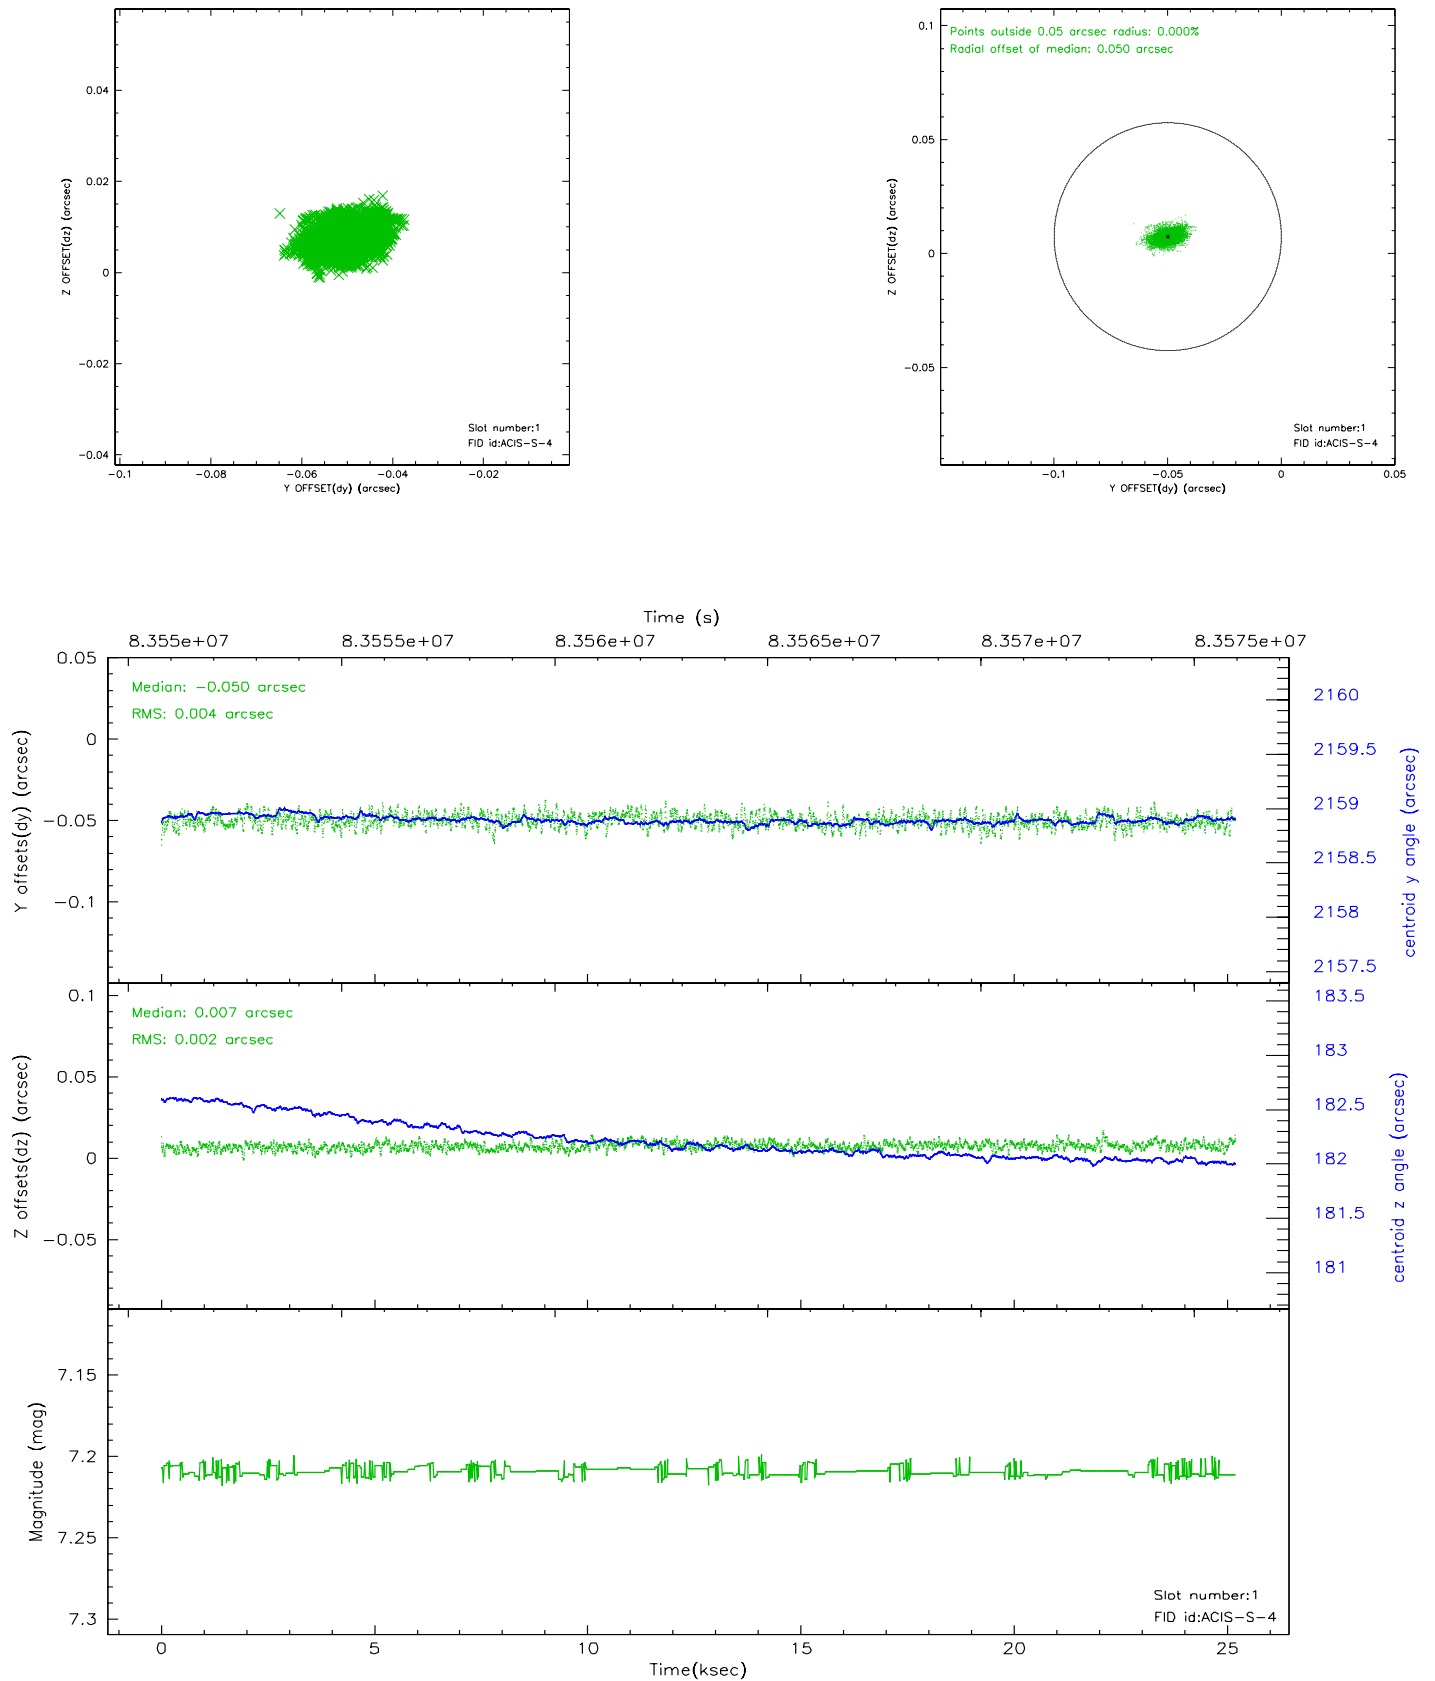 0.04
0.02
0
-0.02
-0.04
Z OFFSET(dz) (arcsec)
Slot number:1
FID id:ACIS-S-4
-0.1 -0.08 -0.06 -0.04 -0.02
Y OFFSET(dy) (arcsec)
Points outside 0.05 arcsec radius: 0.000%
Radial offset of median: 0.050 arcsec
0.1
0.05
0
-0.05
Z OFFSET(dz) (arcsec)
Slot number:1
FID id:ACIS-S-4
-0.1 -0.05 0 0.05
Y OFFSET(dy) (arcsec)
Time (s)
8.355e+07 8.3555e+07 8.356e+07 8.3565e+07 8.357e+07 8.3575e+07
Median: -0.050 arcsec
RMS: 0.004 arcsec
0.05
0
-0.05
-0.1
Y offsets(dy) (arcsec)
2160
2159.5
2159
2158.5
2158
2157.5
centroid y angle (arcsec)
Median: 0.007 arcsec
RMS: 0.002 arcsec
0.1
0.05
0
-0.05
Z offsets(dz) (arcsec)
183.5
183
182.5
182
181.5
181
centroid z angle (arcsec)
7.15
7.2
7.25
7.3
Magnitude (mag)
Slot number:1
FID id:ACIS-S-4
0 5 10 15 20 25
Time(ksec)